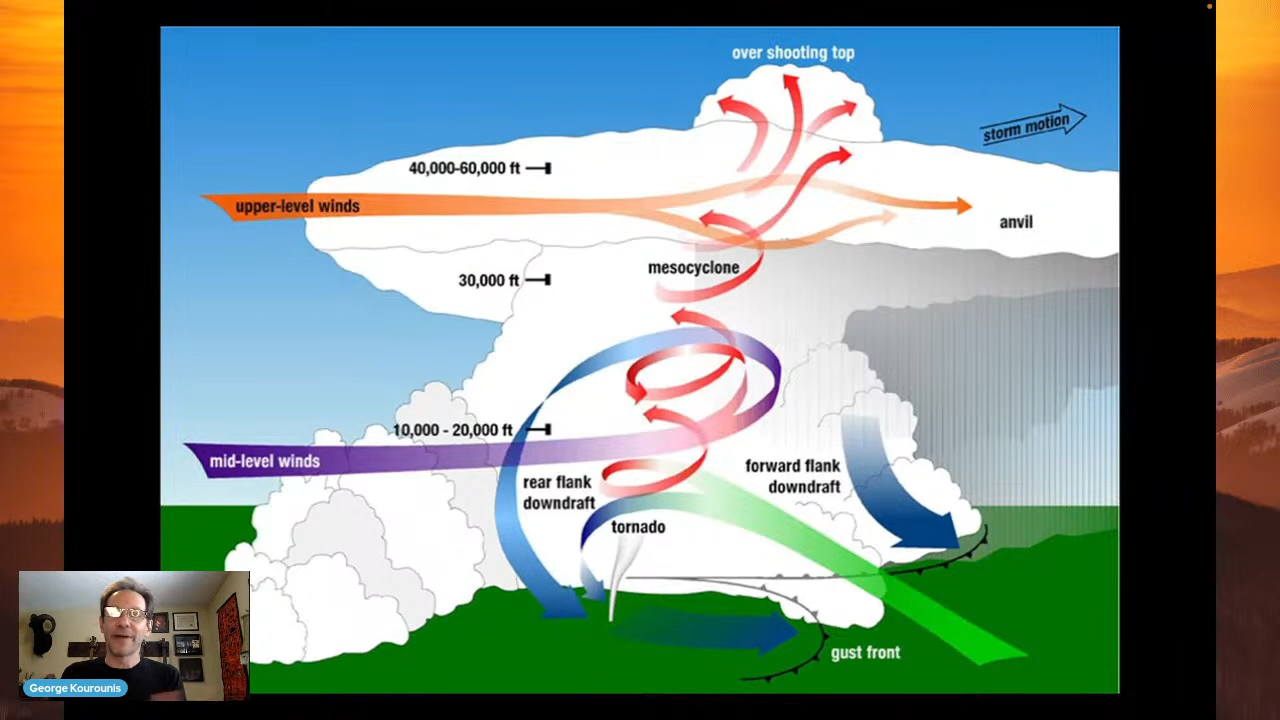 over shooting top
storm motion
40,000-60,000 ft
upper-level winds
anvil
mesocyclone
30,000 ft
10,000 - 20,000 ft
mid-level winds
forward flank
downdraft
rear flank
downdraft
tornado
gust front
George Kourounis